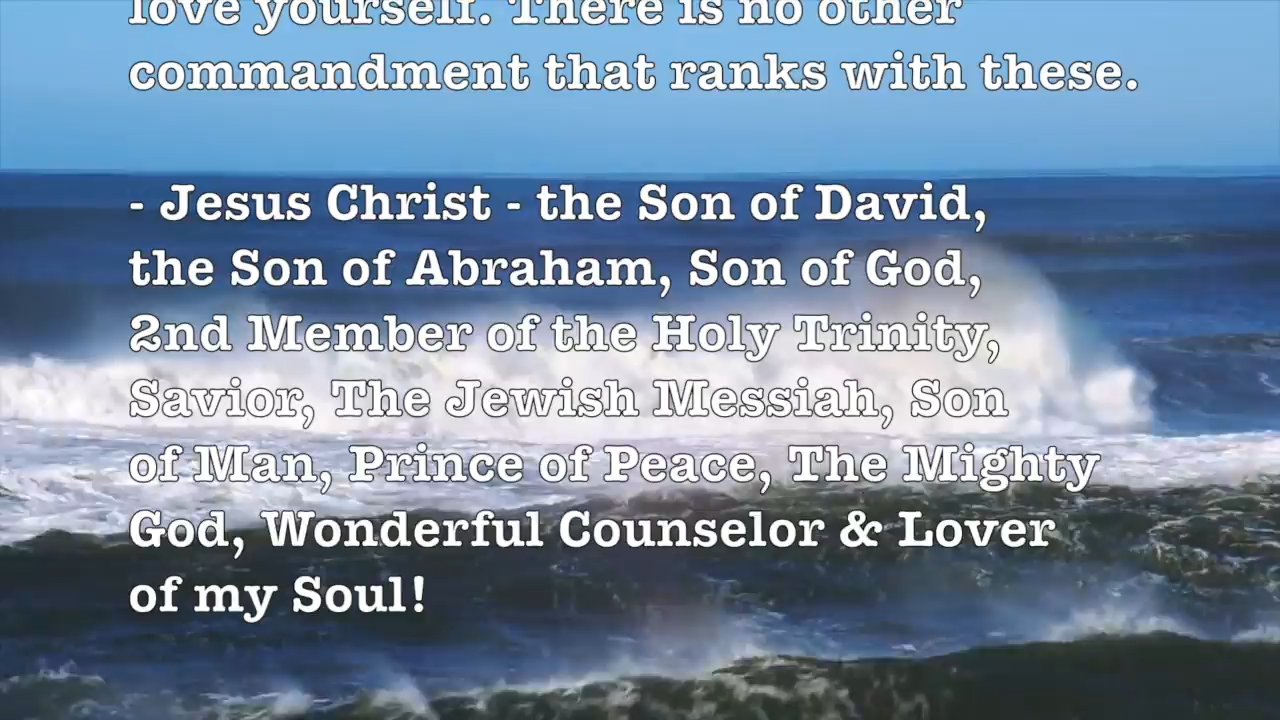 love yourself. There is no other
commandment that ranks with these.
- Jesus Christ - the Son of David,
the Son of Abraham, Son of God,
2nd Member of the Holy Trinity,
Savior, The Jewish Messiah, Son
of Man, Prince of Peace, The Mighty
God, Wonderful Counselor & Lover
of my Soul!